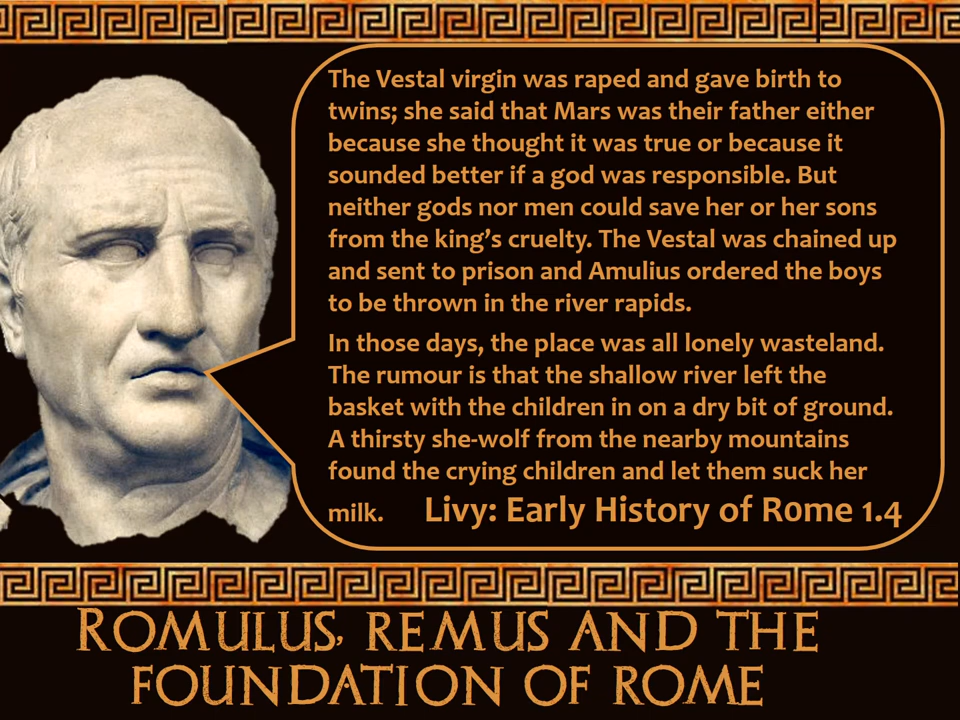 The Vestal virgin was raped and gave birth to
twins; she said that Mars was their father either
because she thought it was true or because it
sounded better if a god was responsible. But
neither gods nor men could save her or her sons
from the king’s cruelty. The Vestal was chained up
and sent to prison and Amulius ordered the boys
to be thrown in the river rapids.
In those days, the place was all lonely wasteland.
The rumour is that the shallow river left the
basket with the children in on a dry bit of ground.
A thirsty she-wolf from the nearby mountains
found the crying children and let them suck her
milk. Livy: Early History of Rome 1.4
Romulus, Remus and the
Foundation of Rome